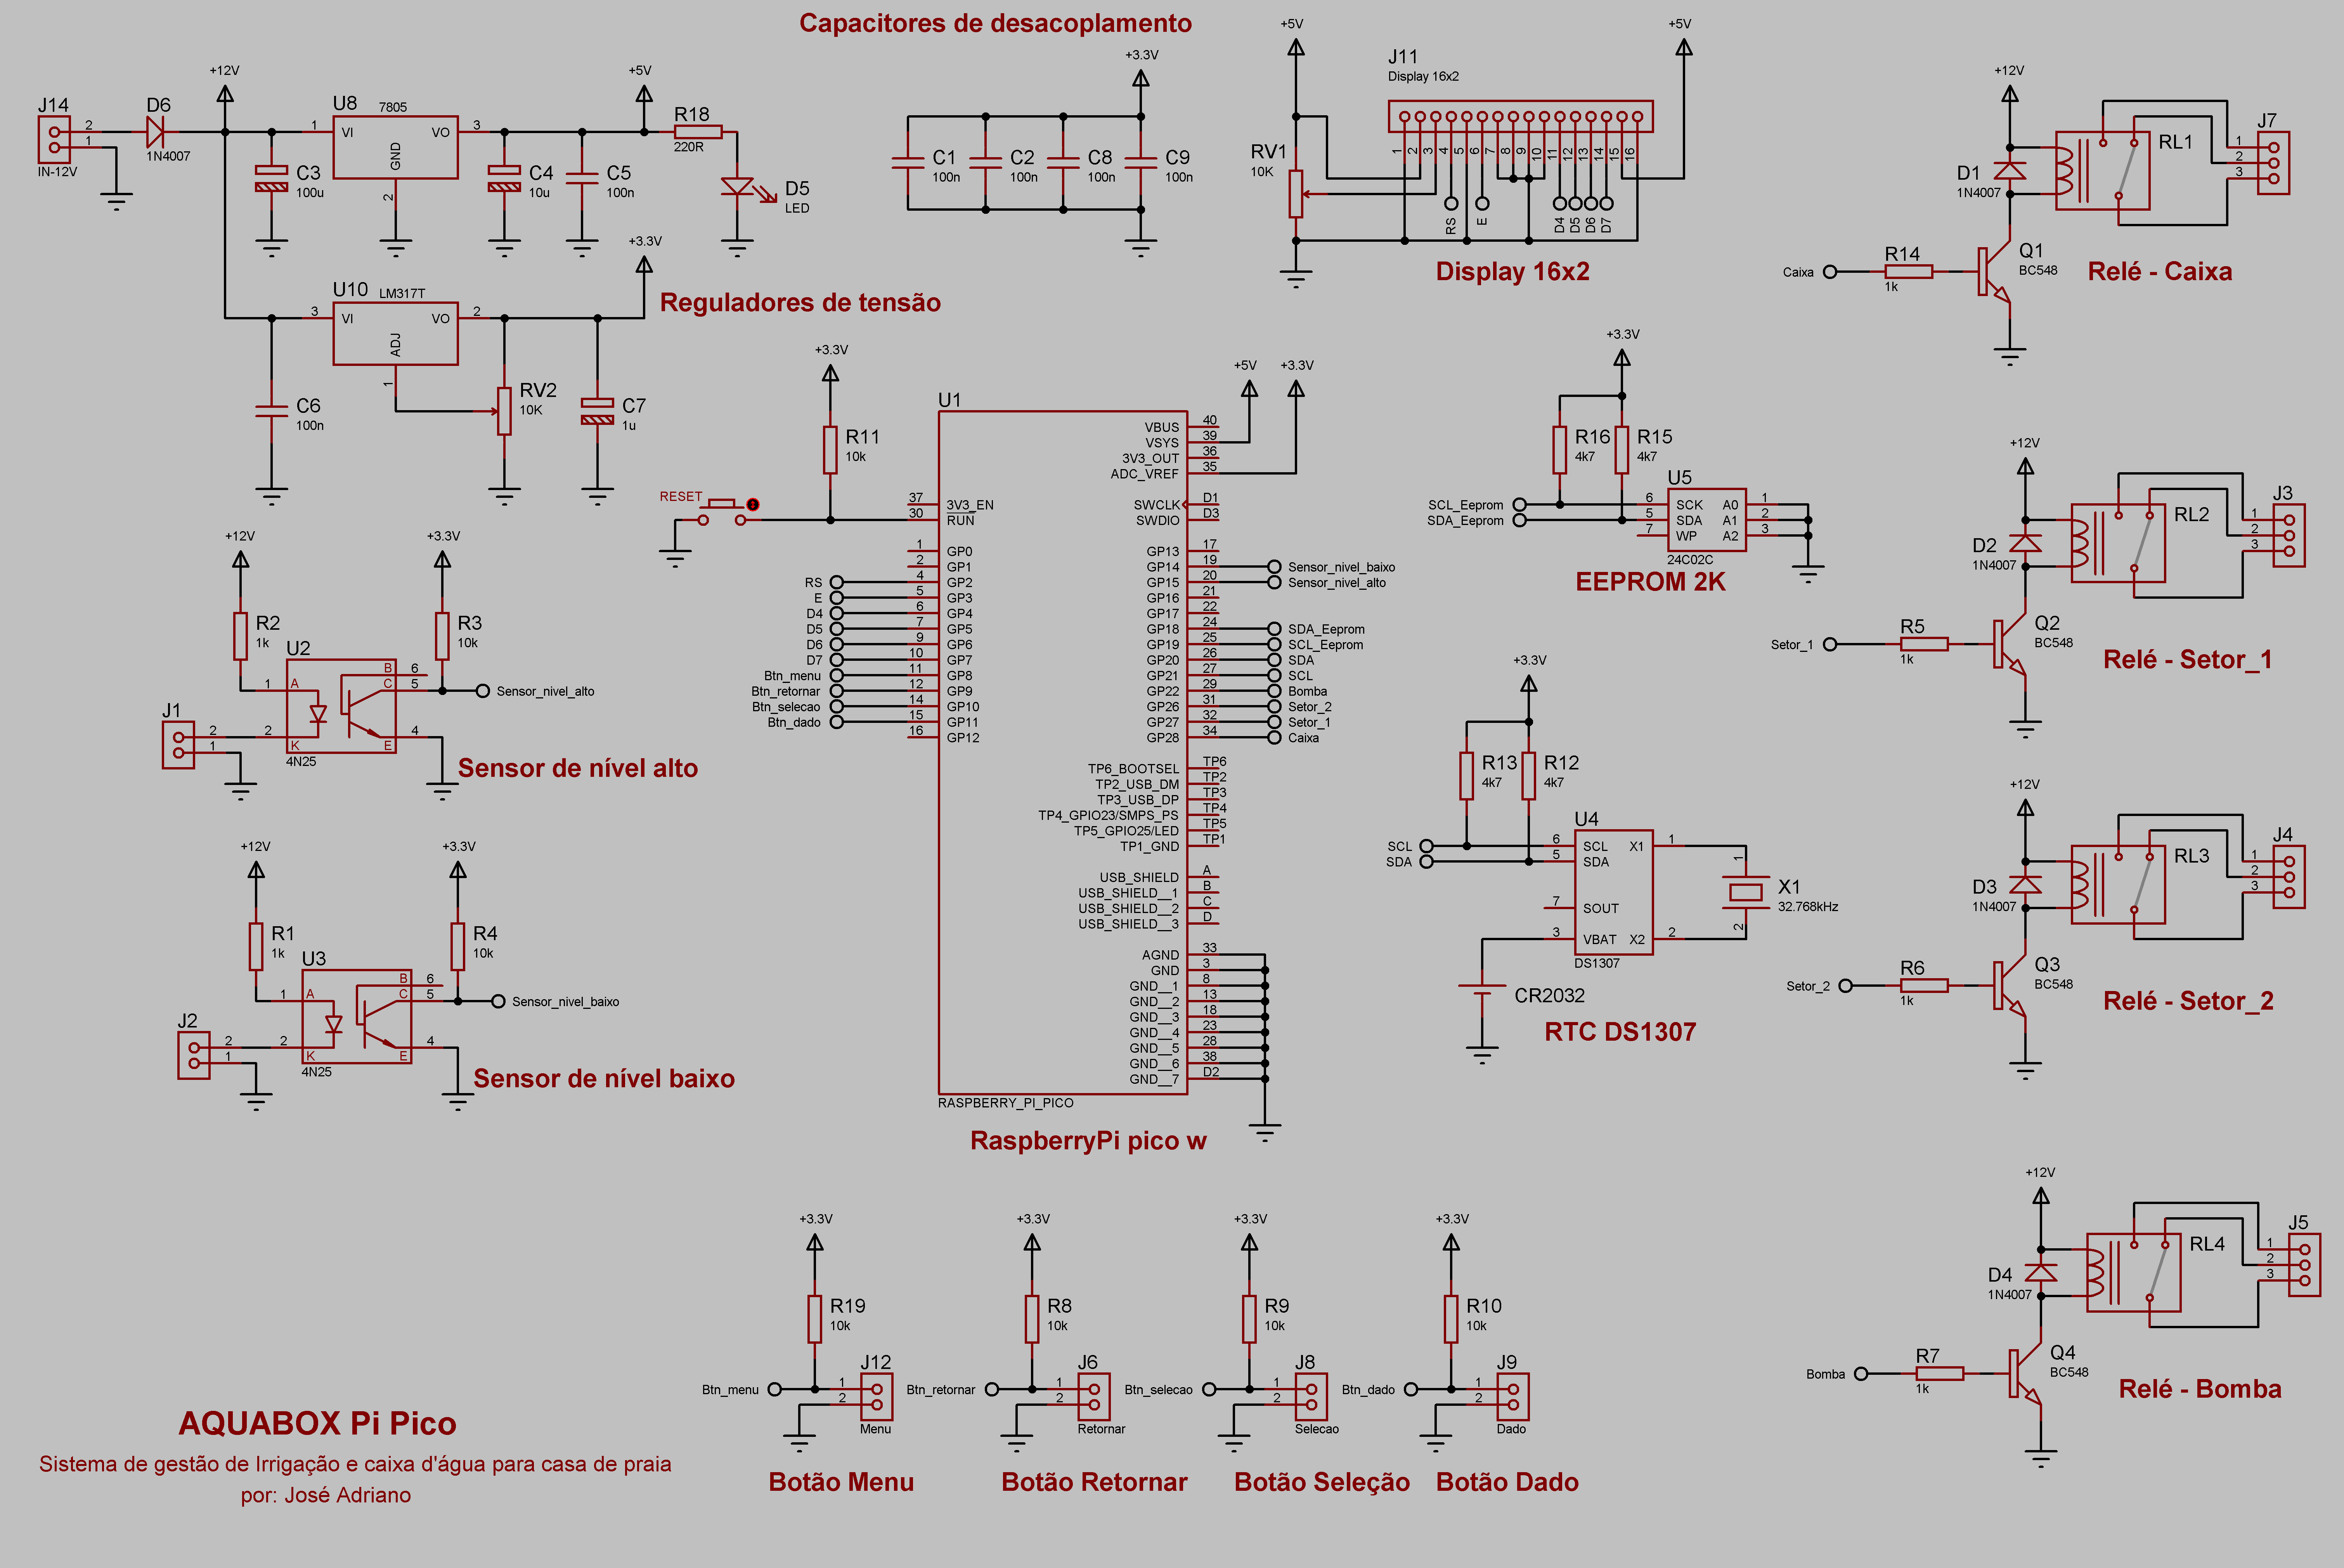 Capacitores de desacoplamento
J14
2
1
IN-12V
D6
1N4007
+12V
U8
7805
1
VI
VO
3
GND
2
C3
100u
C4
10u
C5
100n
+5V
R18
220R
D5
LED
+3.3V
U10
LM317T
3
VI
VO
2
ADJ
1
C6
100n
RV2
10K
C7
1u
Reguladores de tensão
+3.3V
C1
100n
C2
100n
C8
100n
C9
100n
+5V
RV1
10K
J11
Display 16x2
1
2
3
4
5
6
7
8
9
10
11
12
13
14
15
16
RS
E
D4
D5
D6
D7
+5V
Display 16x2
+12V
D1
1N4007
RL1
J7
1
2
3
Caixa
R14
1k
Q1
BC548
Relé - Caixa
+12V
D2
1N4007
RL2
J3
1
2
3
Setor_1
R5
1k
Q2
BC548
Relé - Setor_1
+12V
D3
1N4007
RL3
J4
1
2
3
Setor_2
R6
1k
Q3
BC548
Relé - Setor_2
+12V
D4
1N4007
RL4
J5
1
2
3
Bomba
R7
1k
Q4
BC548
Relé - Bomba
+12V
R2
1k
U2
1
A
2
K
4N25
B
6
C
5
E
4
+3.3V
R3
10k
Sensor_nivel_alto
J1
2
1
Sensor de nível alto
+12V
R1
1k
U3
1
A
2
K
4N25
B
6
C
5
E
4
+3.3V
R4
10k
Sensor_nivel_baixo
J2
2
1
Sensor de nível baixo
+3.3V
R11
10k
RESET
U1
+5V
+3.3V
VBUS 40
VSYS 39
3V3_OUT 36
ADC_VREF 35
37 3V3_EN
SWCLK D1
30 RUN
SWDIO D3
1 GP0
GP13 17
2 GP1
GP14 19 Sensor_nivel_baixo
RS 4 GP2
GP15 20 Sensor_nivel_alto
E 5 GP3
GP16 21
D4 6 GP4
GP17 22
D5 7 GP5
GP18 24 SDA_Eeprom
D6 9 GP6
GP19 25 SCL_Eeprom
D7 10 GP7
GP20 26 SDA
Btn_menu 11 GP8
GP21 27 SCL
Btn_retornar 12 GP9
GP22 29 Bomba
Btn_selecao 14 GP10
GP26 31 Setor_2
Btn_dado 15 GP11
GP27 32 Setor_1
16 GP12
GP28 34 Caixa
TP6_BOOTSEL TP6
TP2_USB_DM TP2
TP3_USB_DP TP3
TP4_GPIO23/SMPS_PS TP4
TP5_GPIO25/LED TP5
TP1_GND TP1
USB_SHIELD A
USB_SHIELD__1 B
USB_SHIELD__2 C
USB_SHIELD__3 D
AGND 33
GND 3
GND__1 8
GND__2 13
GND__3 18
GND__4 23
GND__5 28
GND__6 38
GND__7 D2
RASPBERRY_PI_PICO
RaspberryPi pico w
+3.3V
R16
4k7
R15
4k7
U5
SCL_Eeprom
SDA_Eeprom
6 SCK
A0 1
5 SDA
A1 2
7 WP
A2 3
24C02C
EEPROM 2K
+3.3V
R13
4k7
R12
4k7
U4
SCL
SDA
6 SCL
X1 1
5 SDA
7 SOUT
3 VBAT
X2 2
DS1307
1
X1
32.768kHz
2
CR2032
RTC DS1307
+3.3V
R19
10k
J12
Btn_menu
1
2
Menu
Botão Menu
+3.3V
R8
10k
J6
Btn_retornar
1
2
Retornar
Botão Retornar
+3.3V
R9
10k
J8
Btn_selecao
1
2
Selecao
Botão Seleção
+3.3V
R10
10k
J9
Btn_dado
1
2
Dado
Botão Dado
AQUABOX Pi Pico
Sistema de gestão de Irrigação e caixa d'água para casa de praia
por: José Adriano